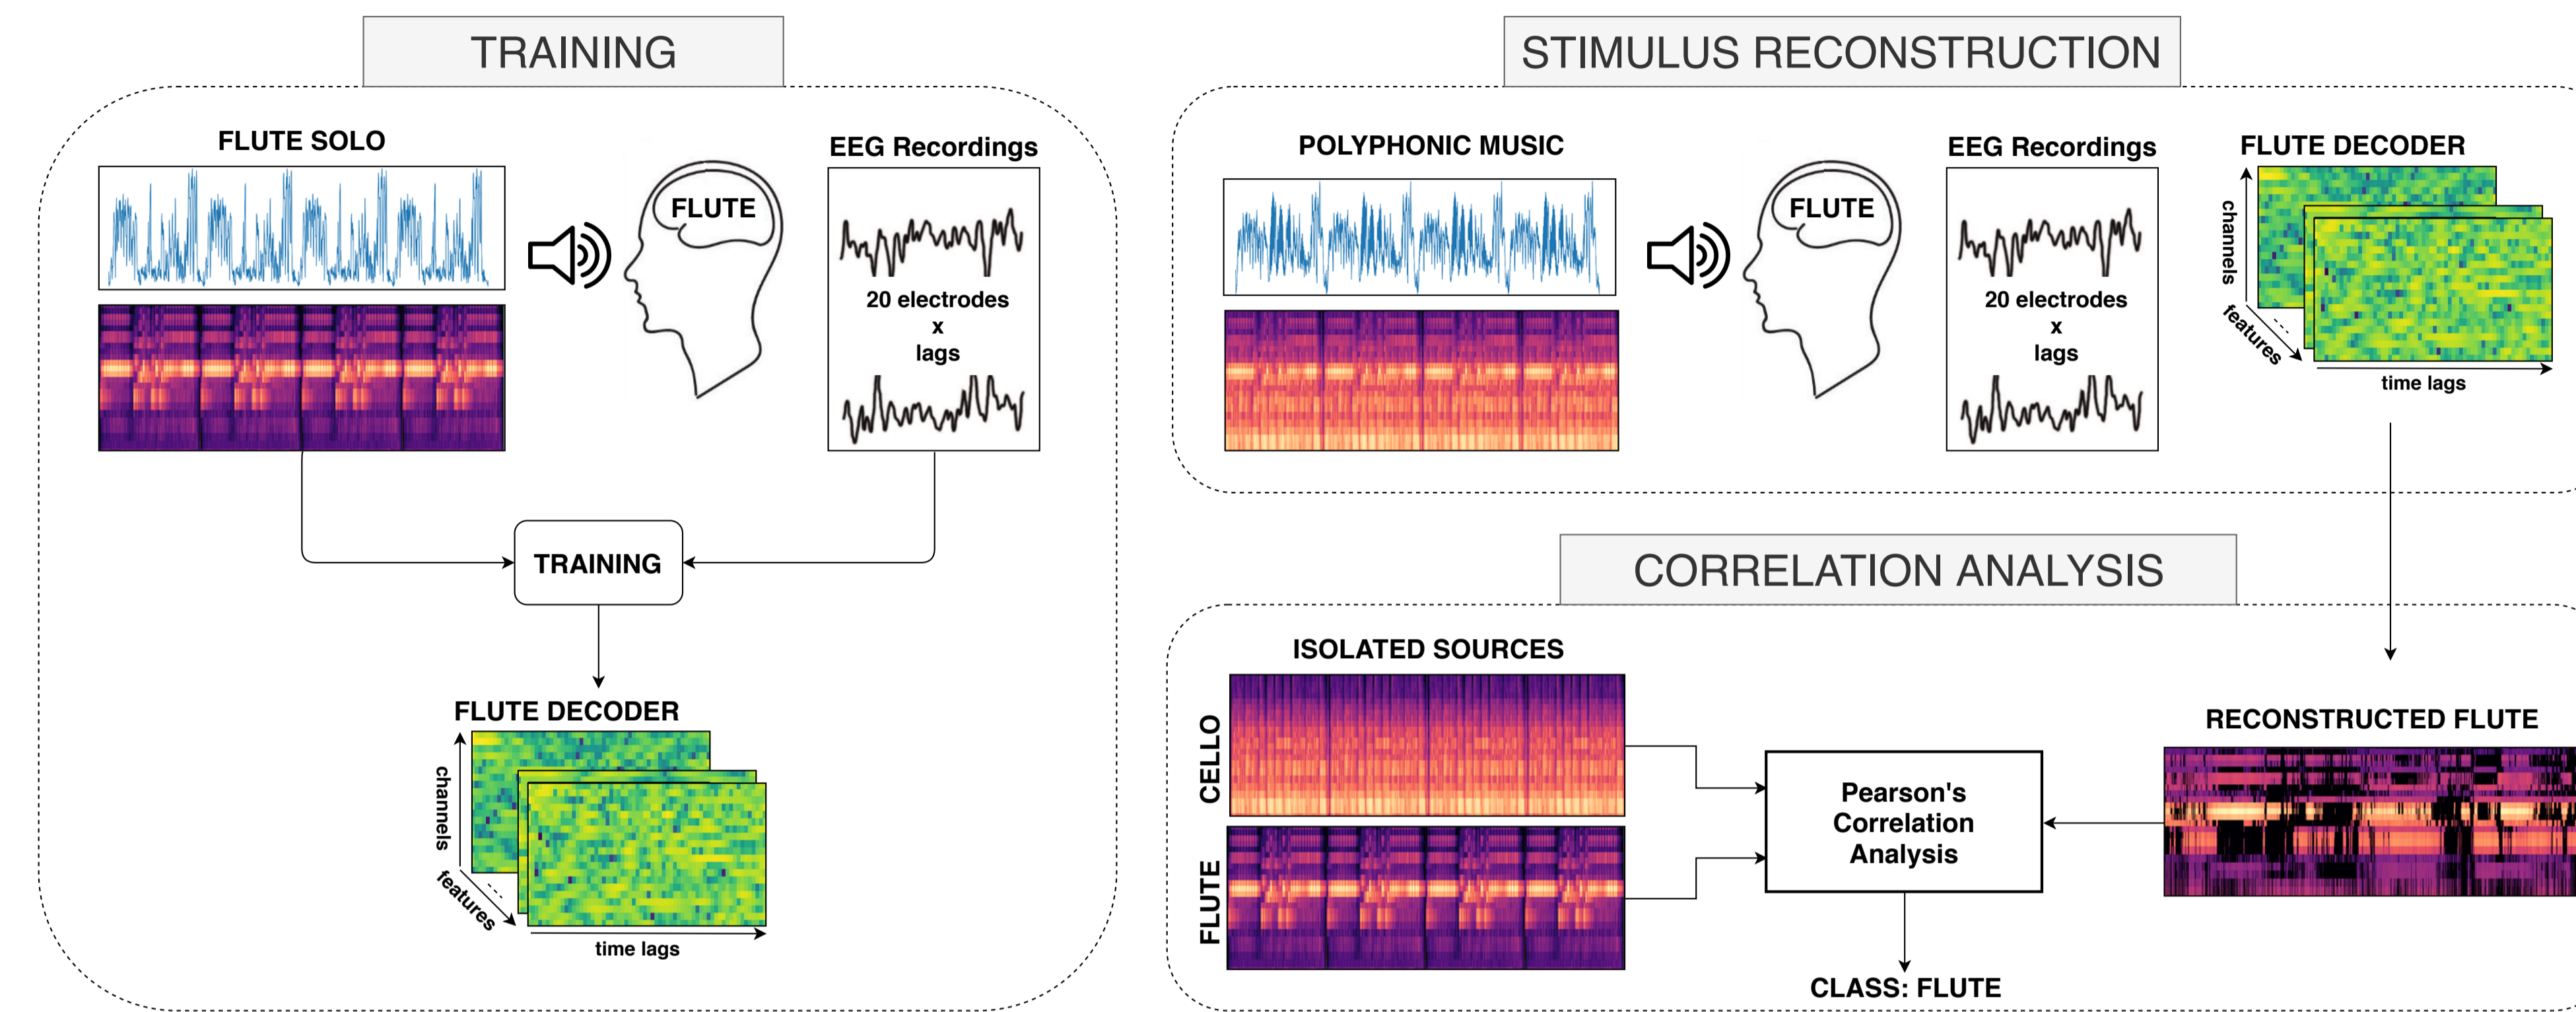 TRAINING
FLUTE SOLO
EEG Recordings
FLUTE
20 electrodes
x
lags
TRAINING
FLUTE DECODER
channels
features
time lags
STIMULUS RECONSTRUCTION
POLYPHONIC MUSIC
EEG Recordings
FLUTE DECODER
FLUTE
20 electrodes
x
lags
channels
features
time lags
CORRELATION ANALYSIS
ISOLATED SOURCES
CELLO
FLUTE
Pearson's
Correlation
Analysis
RECONSTRUCTED FLUTE
CLASS: FLUTE